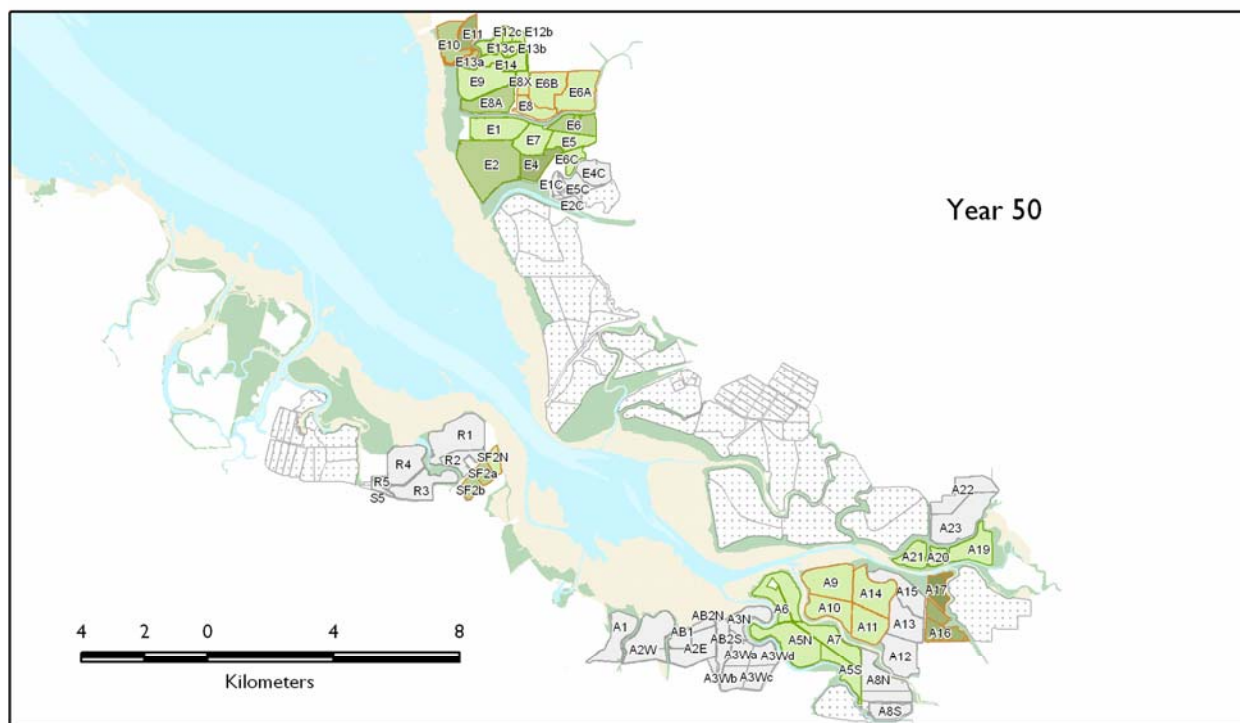 E11
E12c E12b
E10
E13c E13b
E13a
E14
E9
E8X
E6B
E6A
E8A
E8
E1
E6
E7
E5
E6C
E2
E4
E4C
E1C
E5C
E2C
Year 50
R1
R2
SF2N
R4
SF2a
R5
R3
SF2b
S5
A22
A23
A21
A20
A19
A9
A14
A15
A17
A6
A10
A11
A13
A16
A1
AB2N
A3N
AB1
AB2S
A5N
A7
A2W
A2E
A3Wa
A3Wd
A12
A5S
A3Wb
A3Wc
A8N
A8S
4 2 0 4 8
Kilometers